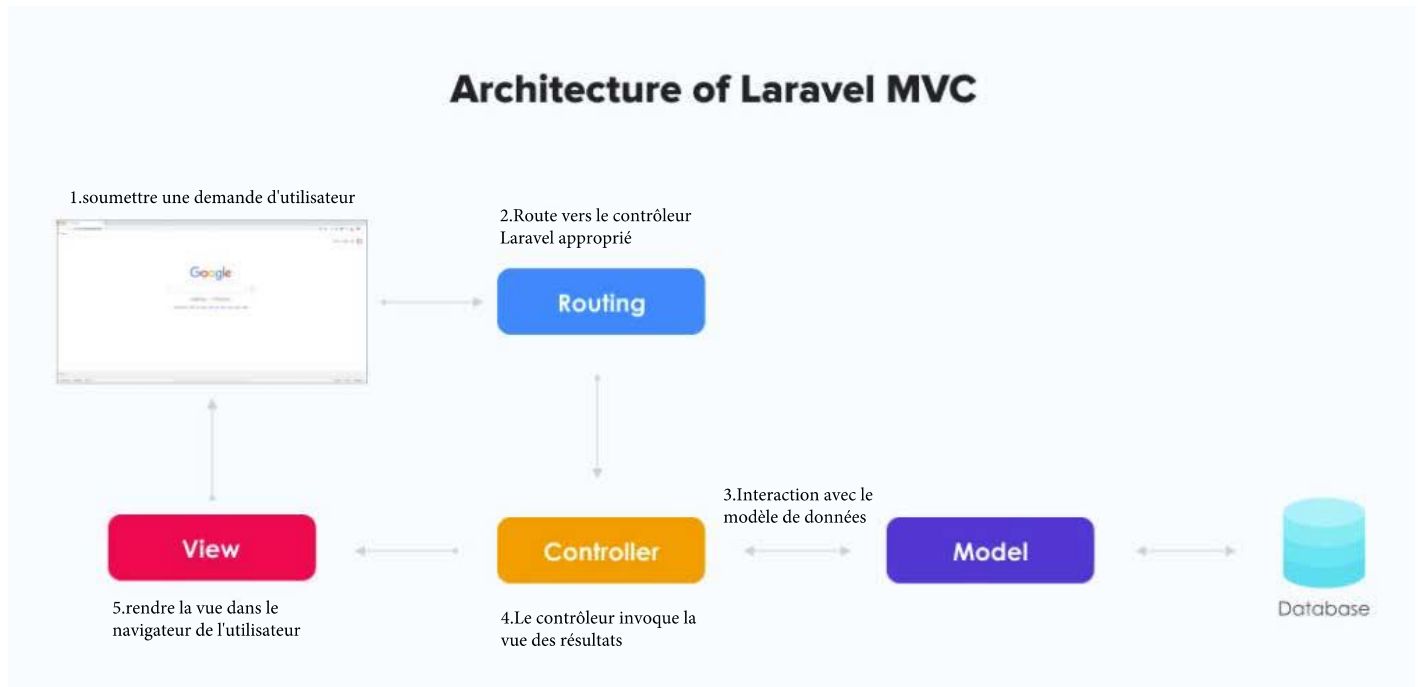 Architecture of Laravel MVC
1.soumettre une demande d'utilisateur
2.Route vers le contrôleur
Laravel approprié
Google
Routing
3.Interaction avec le
modèle de données
View
Controller
Model
5.rendre la vue dans le
navigateur de l'utilisateur
4.Le contrôleur invoque la
vue des résultats
Database